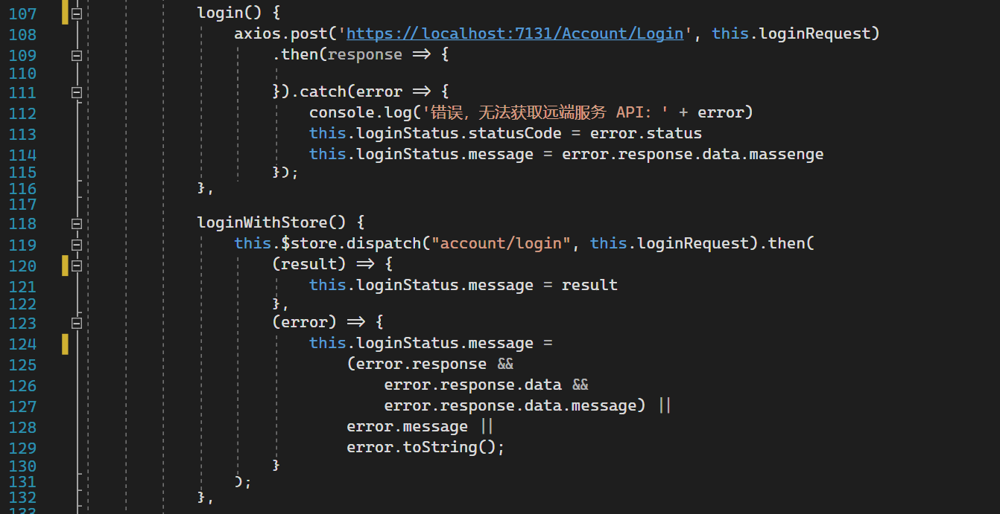 107 login() {
108 axios.post('https://localhost:7131/Account/Login', this.loginRequest)
109 .then(response => {
110
111 }).catch(error => {
112 console.log('错误，无法获取远端服务 API：' + error)
113 this.loginStatus.statusCode = error.status
114 this.loginStatus.message = error.response.data.massenge
115 });
116 },
117
118 loginWithStore() {
119 this.$store.dispatch("account/login", this.loginRequest).then(
120 (result) => {
121 this.loginStatus.message = result
122 },
123 (error) => {
124 this.loginStatus.message =
125 (error.response &&
126 error.response.data &&
127 error.response.data.message) ||
128 error.message ||
129 error.toString();
130 }
131 );
132 },
133